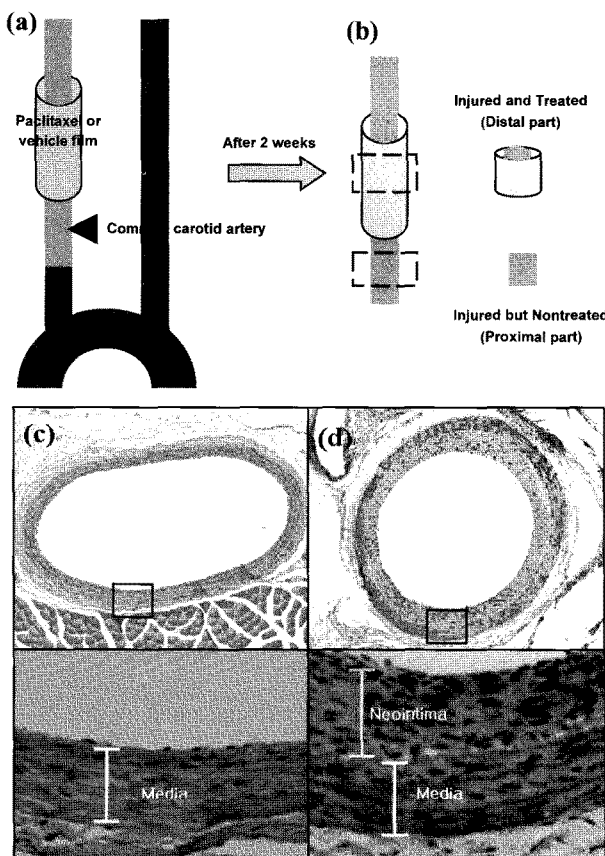 (a)
Paclitaxel or
vehicle film
carotid artery
After 2 weeks
(b)
Injured and Treated
(Distal part)
Injured but Nontreated
(Proximal part)
(c)
Media
(d)
Neointima
Media